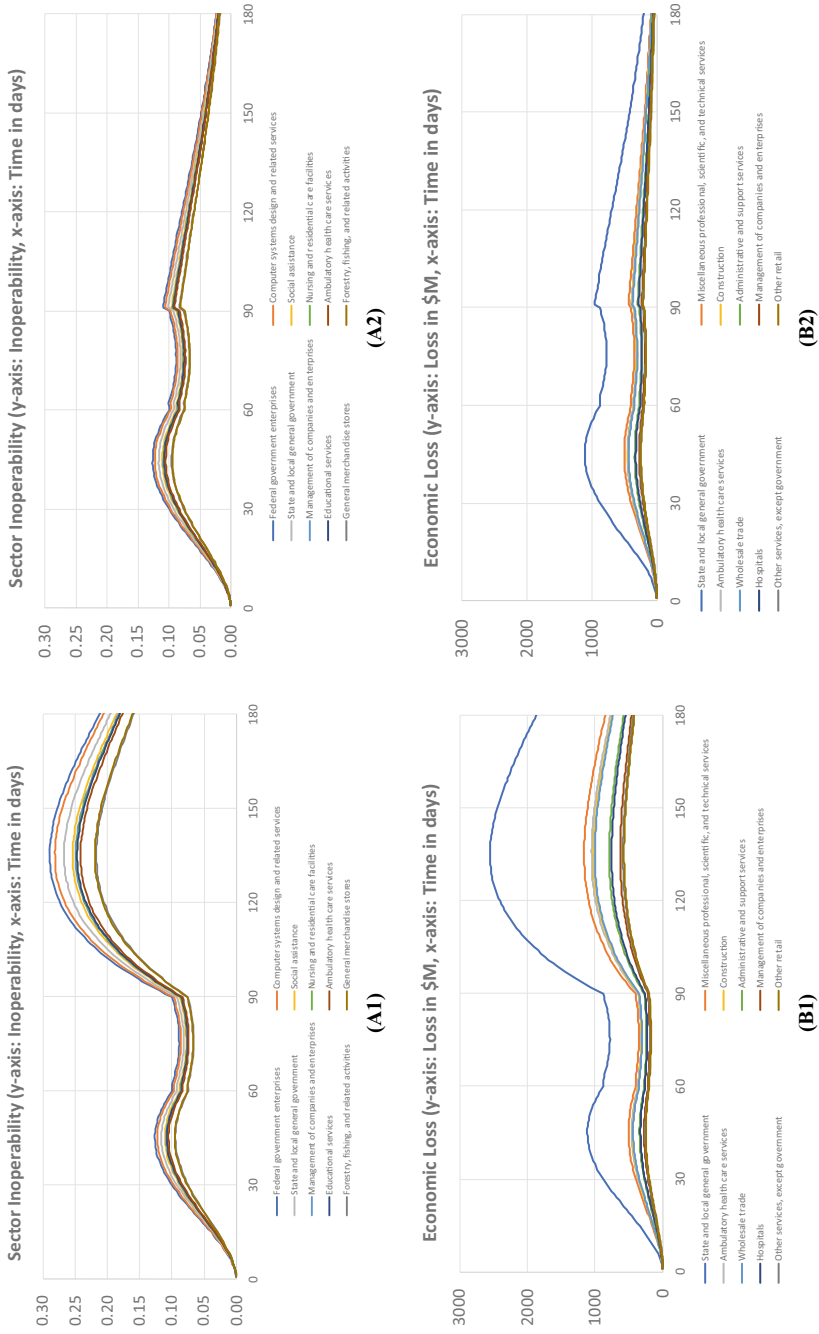 Sector Inoperability (y-axis: Inoperability, x-axis: Time in days)
0.30
0.25
0.20
0.15
0.10
0.05
0.00
0 30 60 90 120 150 180
Federal government enterprises
Computer systems design and related services
State and local general government
Social assistance
Management of companies and enterprises
Nursing and residential care facilities
Educational services
Ambulatory health care services
Forestry, fishing, and related activities
General merchandise stores
(A1)
Sector Inoperability (y-axis: Inoperability, x-axis: Time in days)
0.30
0.25
0.20
0.15
0.10
0.05
0.00
0 30 60 90 120 150 180
Federal government enterprises
Computer systems design and related services
State and local general government
Social assistance
Management of companies and enterprises
Nursing and residential care facilities
Educational services
Ambulatory health care services
General merchandise stores
Forestry, fishing, and related activities
(A2)
Economic Loss (y-axis: Loss in $M, x-axis: Time in days)
3000
2000
1000
0
0 30 60 90 120 150 180
State and local general government
Miscellaneous professional, scientific, and technical services
Ambulatory health care services
Construction
Wholesale trade
Administrative and support services
Hospitals
Management of companies and enterprises
Other services, except government
Other retail
(B1)
Economic Loss (y-axis: Loss in $M, x-axis: Time in days)
3000
2000
1000
0
0 30 60 90 120 150 180
State and local general government
Miscellaneous professional, scientific, and technical services
Ambulatory health care services
Construction
Wholesale trade
Administrative and support services
Hospitals
Management of companies and enterprises
Other services, except government
Other retail
(B2)